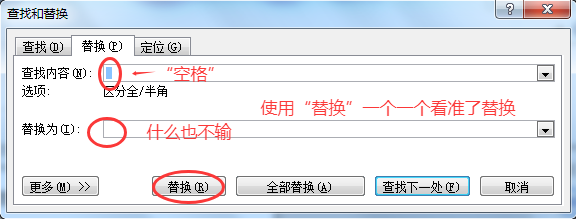 查找和替换
查找(D) 替换(P) 定位(G)
查找内容(N): “空格”
选项: 区分全/半角
使用“替换”一个一个看准了替换
替换为(I): 什么也不输
更多(M) >> 替换(R) 全部替换(A) 查找下一处(F) 取消